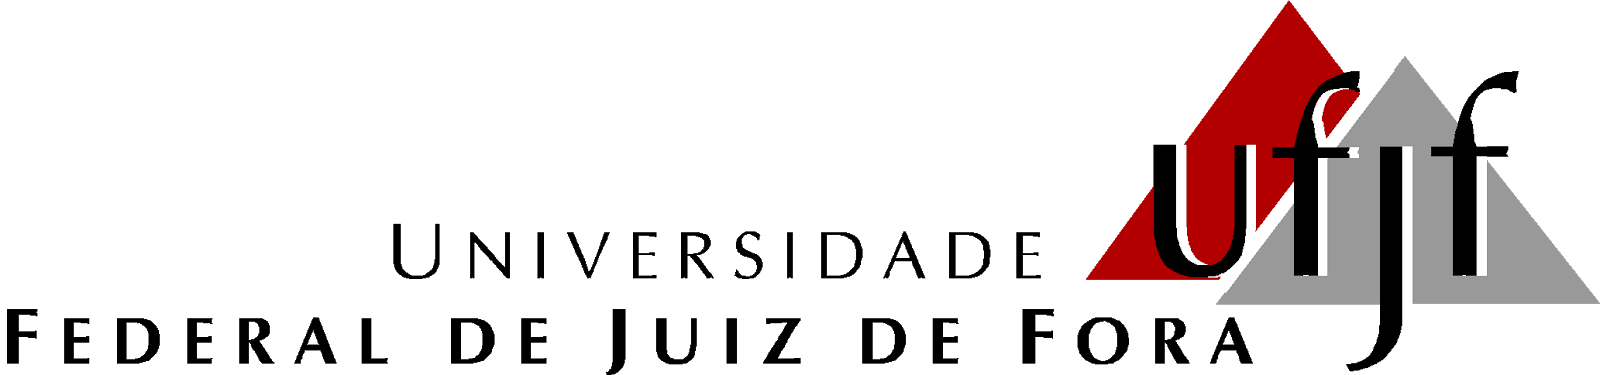 ufjf
UNIVERSIDADE
FEDERAL DE JUIZ DE FORA